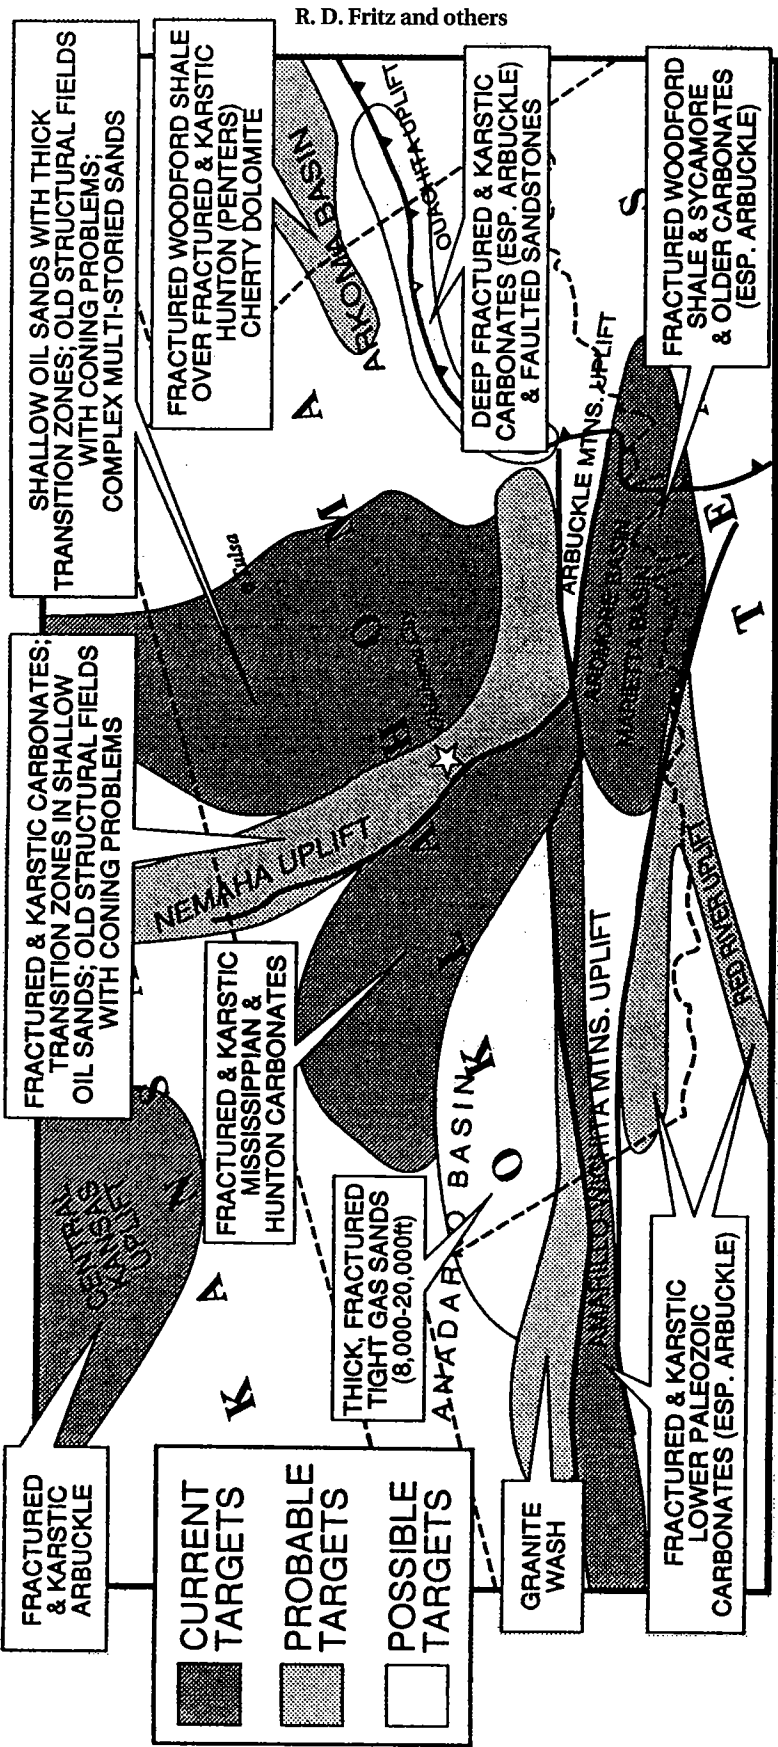 R. D. Fritz and others
FRACTURED
& KARSTIC
ARBUCKLE
FRACTURED & KARSTIC CARBONATES;
TRANSITION ZONES IN SHALLOW
OIL SANDS; OLD STRUCTURAL FIELDS
WITH CONING PROBLEMS
SHALLOW OIL SANDS WITH THICK
TRANSITION ZONES; OLD STRUCTURAL FIELDS
WITH CONING PROBLEMS;
COMPLEX MULTI-STORIED SANDS
CENTRAL
KANSAS
UPLIFT
K A N S A
FRACTURED WOODFORD SHALE
OVER FRACTURED & KARSTIC
HUNTON (PENTERS)
CHERTY DOLOMITE
CURRENT
TARGETS
PROBABLE
TARGETS
POSSIBLE
TARGETS
NEMAHA UPLIFT
Tulsa
ARKOMA BASIN
FRACTURED & KARSTIC
MISSISSIPPIAN &
HUNTON CARBONATES
O K L A H O M A
OUACHITA UPLIFT
THICK, FRACTURED
TIGHT GAS SANDS
(8,000-20,000ft)
ANADARKO BASIN
DEEP FRACTURED & KARSTIC
CARBONATES (ESP. ARBUCKLE)
& FAULTED SANDSTONES
GRANITE
WASH
ARBUCKLE MTNS. UPLIFT
AMARILLO-WICHITA MTNS. UPLIFT
ARDMORE BASIN
MARIETTA BASIN
FRACTURED & KARSTIC
LOWER PALEOZOIC
CARBONATES (ESP. ARBUCKLE)
RED RIVER UPLIFT
FRACTURED WOODFORD
SHALE & SYCAMORE
& OLDER CARBONATES
(ESP. ARBUCKLE)
T E S